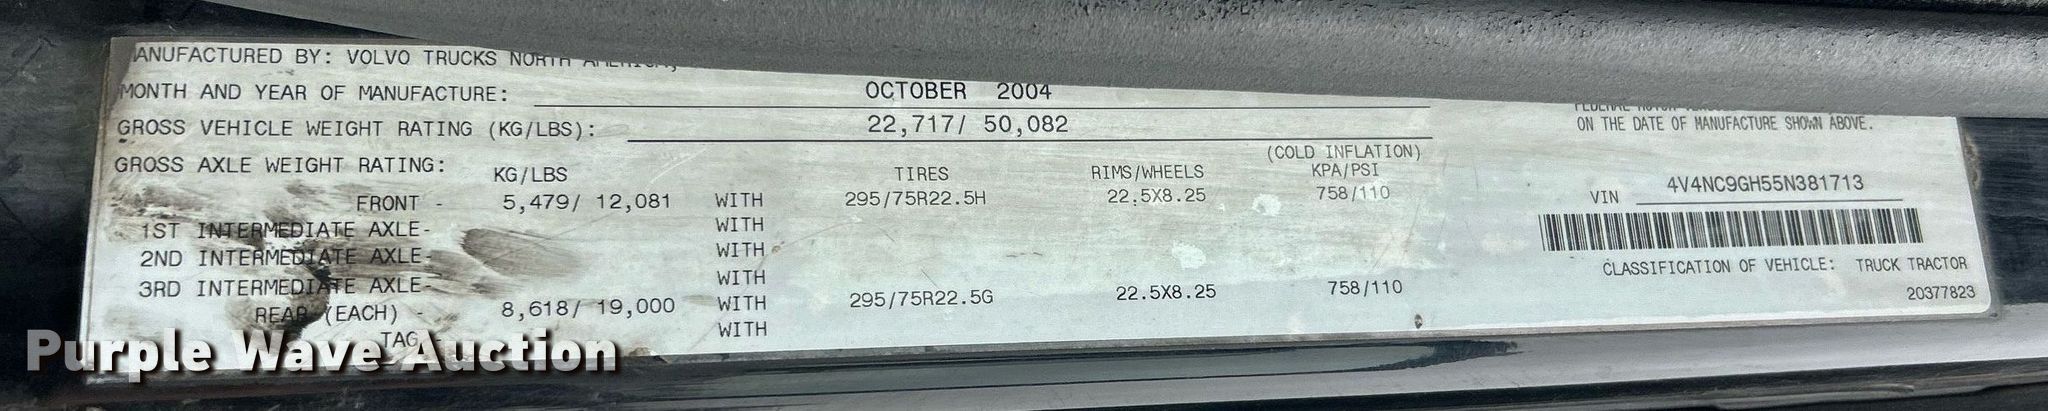 ANUFACTURED BY: VOLVO TRUCKS NORTH AMERICA,
MONTH AND YEAR OF MANUFACTURE: OCTOBER 2004
GROSS VEHICLE WEIGHT RATING (KG/LBS): 22,717/ 50,082
GROSS AXLE WEIGHT RATING: KG/LBS TIRES RIMS/WHEELS (COLD INFLATION) KPA/PSI
FRONT - 5,479/ 12,081 WITH 295/75R22.5H 22.5X8.25 758/110
1ST INTERMEDIATE AXLE- WITH
2ND INTERMEDIATE AXLE- WITH
3RD INTERMEDIATE AXLE- WITH
REAR (EACH) - 8,618/ 19,000 WITH 295/75R22.5G 22.5X8.25 758/110
TAG - WITH
FEDERAL MOTOR
ON THE DATE OF MANUFACTURE SHOWN ABOVE.
VIN 4V4NC9GH55N381713
CLASSIFICATION OF VEHICLE: TRUCK TRACTOR
20377823
Purple Wave Auction